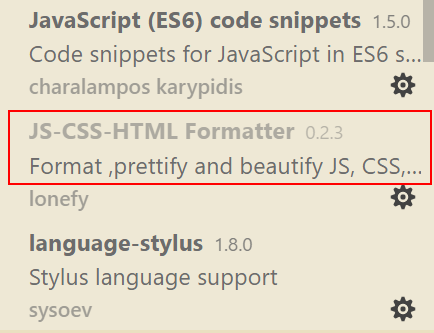 JavaScript (ES6) code snippets 1.5.0
Code snippets for JavaScript in ES6 s...
charalampos karypidis
JS-CSS-HTML Formatter 0.2.3
Format ,prettify and beautify JS, CSS,...
lonefy
language-stylus 1.8.0
Stylus language support
sysoev